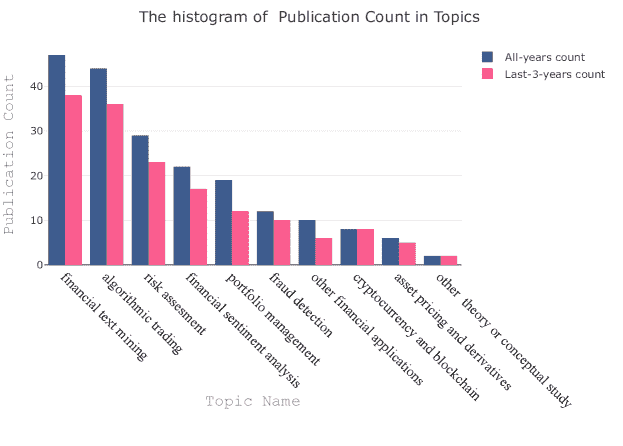 The histogram of  Publication Count in Topics
All-years count
Last-3-years count
Publication Count
40
30
20
10
0
financial text mining
algorithmic trading
risk assesment
financial sentiment analysis
portfolio management
fraud detection
other financial applications
cryptocurrency and blockchain
asset pricing and derivatives
other  theory or conceptual study
Topic Name